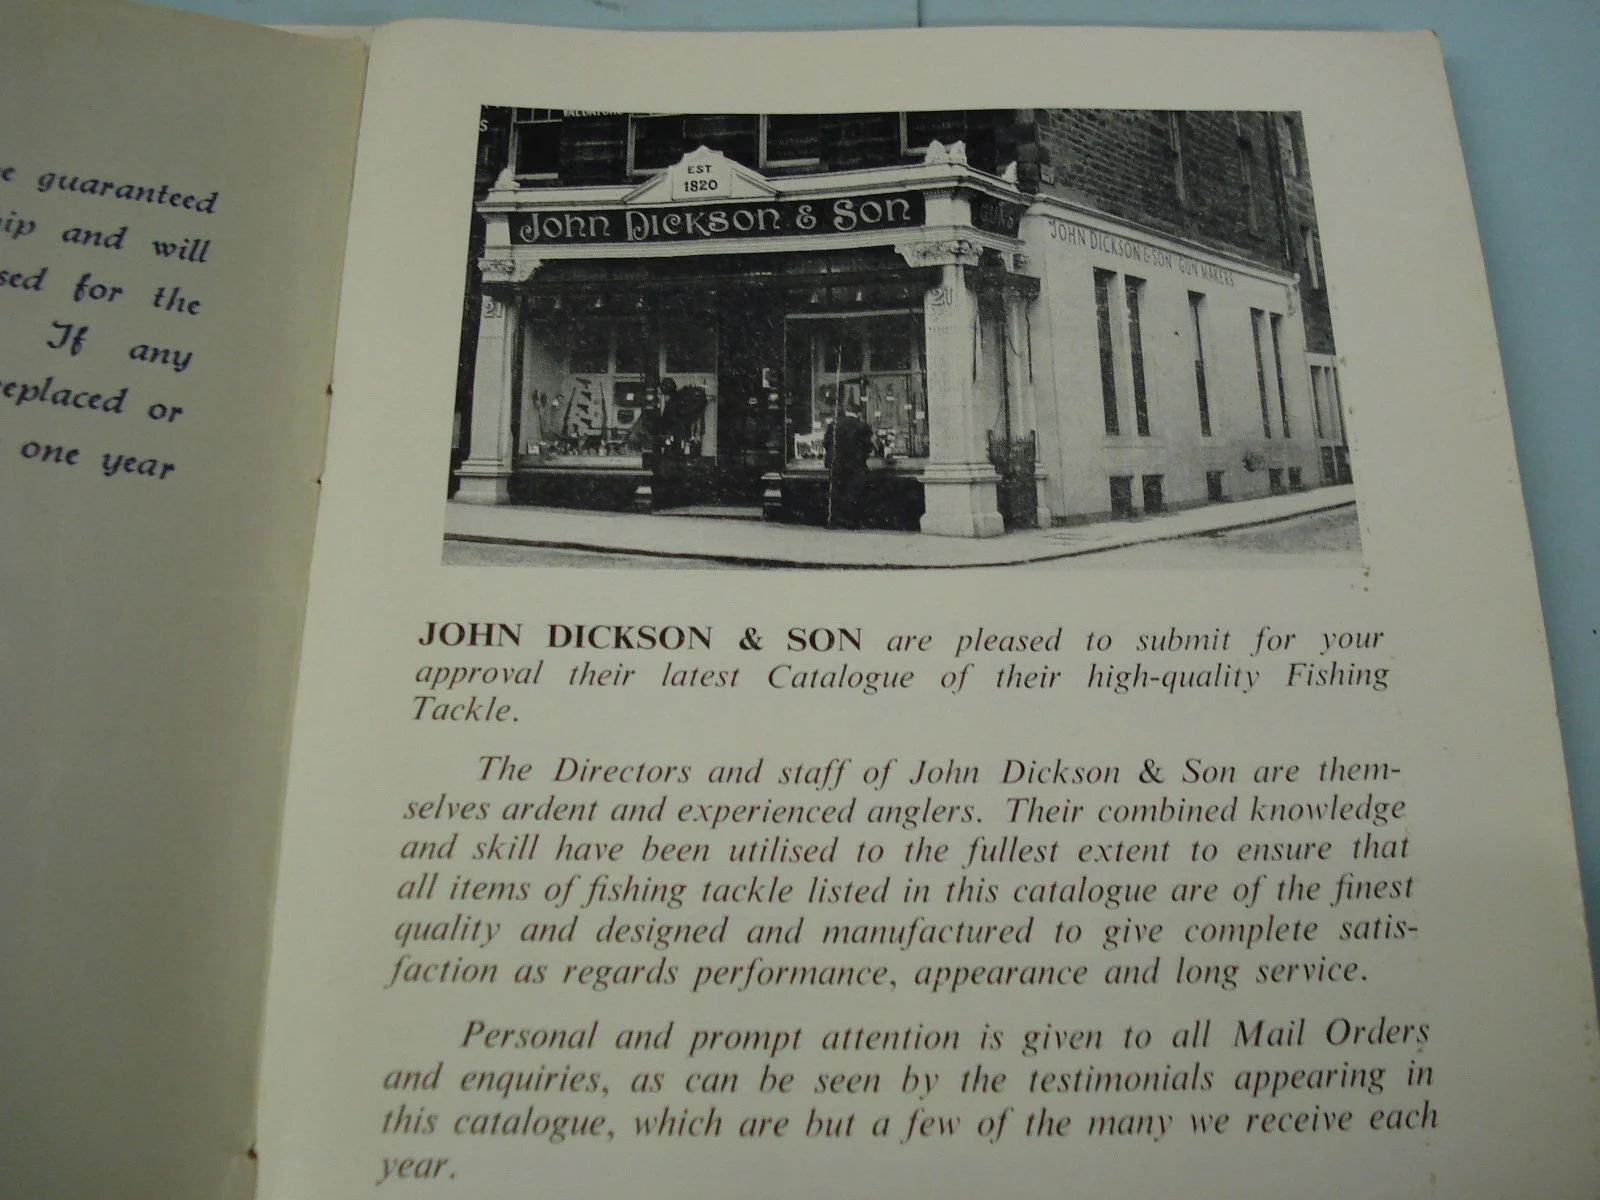 guaranteed
and will
for the
If any
or
one year
VALUATORS
EST
1820
John Dickson & Son
GUNS
JOHN DICKSON & SON GUN MAKERS
21
21
JOHN DICKSON & SON are pleased to submit for your
approval their latest Catalogue of their high-quality Fishing
Tackle.
The Directors and staff of John Dickson & Son are them-
selves ardent and experienced anglers. Their combined knowledge
and skill have been utilised to the fullest extent to ensure that
all items of fishing tackle listed in this catalogue are of the finest
quality and designed and manufactured to give complete satis-
faction as regards performance, appearance and long service.
Personal and prompt attention is given to all Mail Orders
and enquiries, as can be seen by the testimonials appearing in
this catalogue, which are but a few of the many we receive each
year.